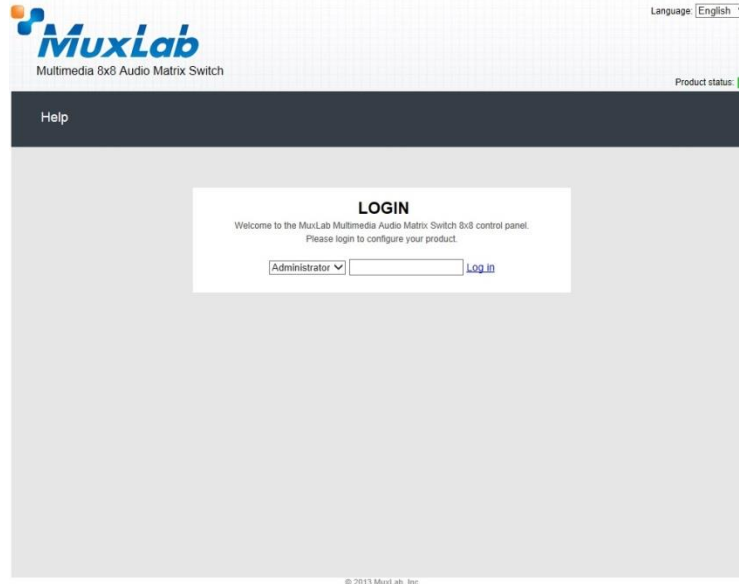 Language: English
MuxLab
Multimedia 8x8 Audio Matrix Switch
Product status:
Help
LOGIN
Welcome to the MuxLab Multimedia Audio Matrix Switch 8x8 control panel.
Please login to configure your product.
Administrator Log in
© 2013 MuxLab, Inc